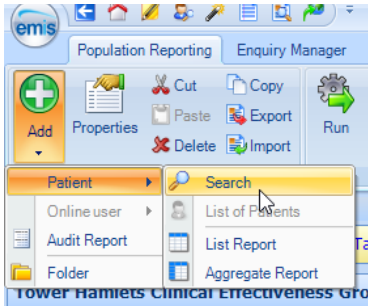 emis
Population Reporting Enquiry Manager
Add Properties Cut Copy Run
Paste Export
Delete Import
Patient Search
Online user List of Patients
Audit Report List Report
Folder Aggregate Report
Tower Hamlets Clinical Effectiveness Gro